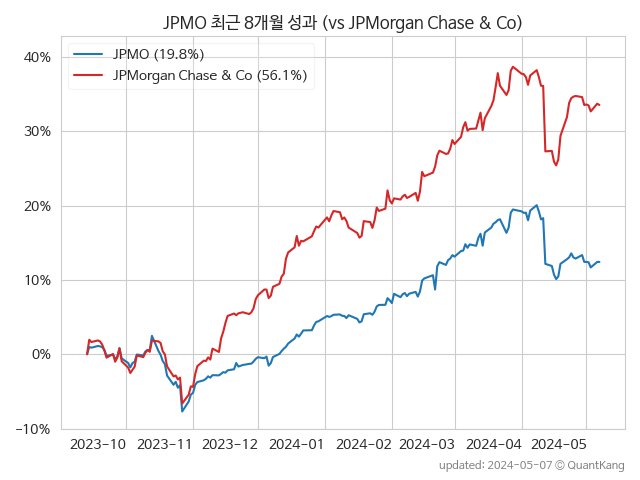 JPMO 최근 8개월 성과 (vs JPMorgan Chase & Co)
JPMO (19.8%)
JPMorgan Chase & Co (56.1%)
40%
30%
20%
10%
0%
−10%
2023−10 2023−11 2023−12 2024−01 2024−02 2024−03 2024−04 2024−05
updated: 2024-05-07 © QuantKang